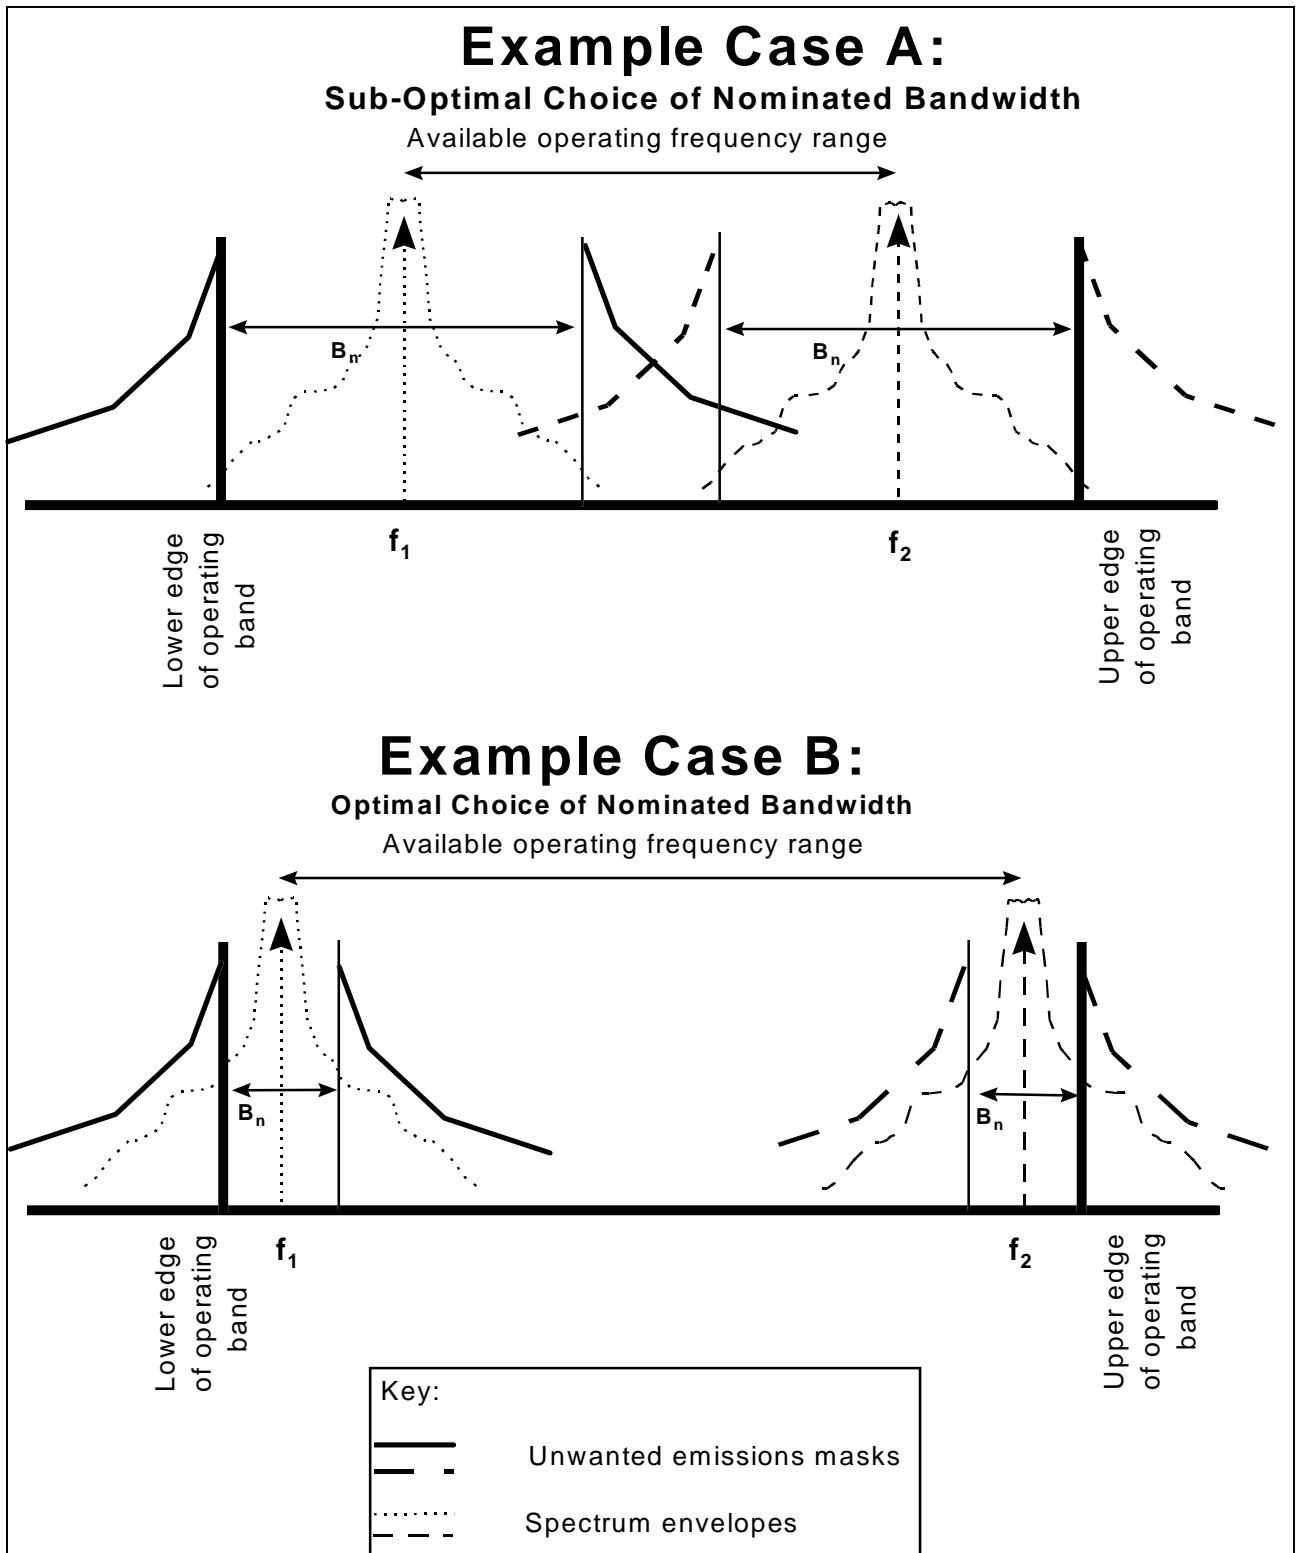 Example Case A:
Sub-Optimal Choice of Nominated Bandwidth
Available operating frequency range
Bn
Bn
f1
f2
Lower edge
of operating
band
Upper edge
of operating
band
Example Case B:
Optimal Choice of Nominated Bandwidth
Available operating frequency range
Bn
Bn
f1
f2
Lower edge
of operating
band
Upper edge
of operating
band
Key:
Unwanted emissions masks
Spectrum envelopes